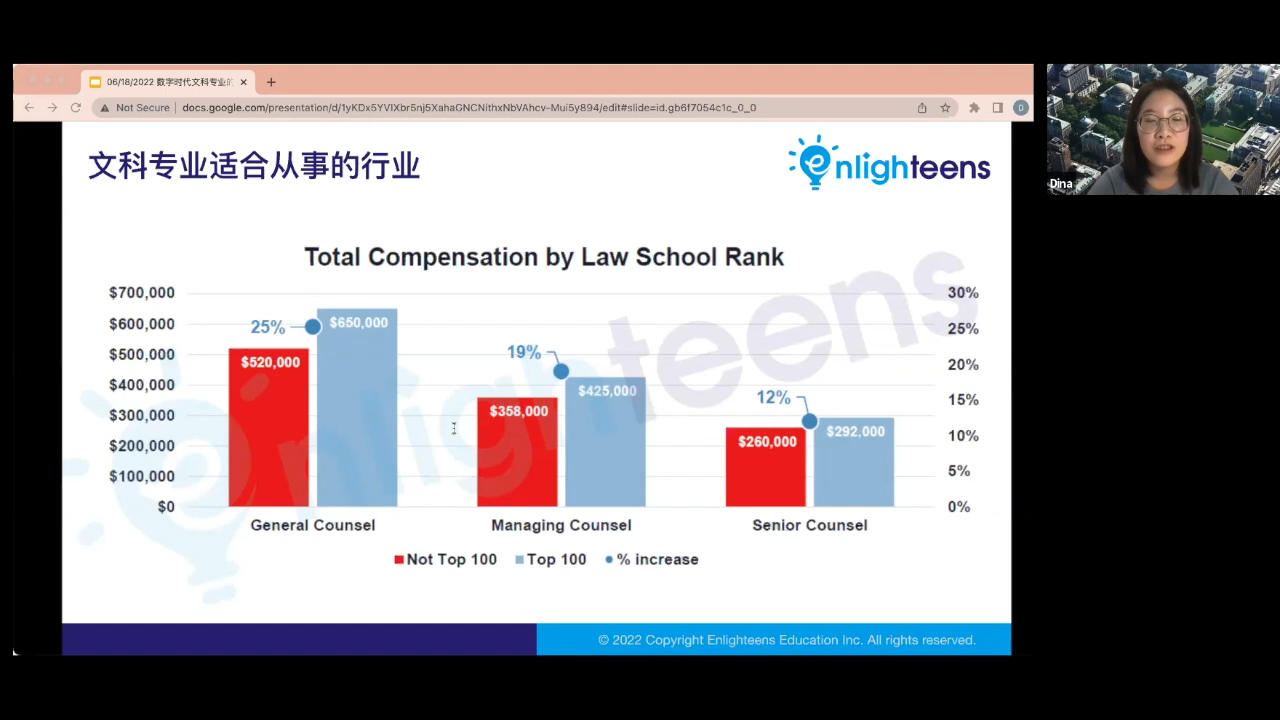 06/18/2022 数字时代文科专业的
Not Secure
docs.google.com/presentation/d/1yKDx5YVIXbr5nj5XahaGNCNithxNbVAhcv-Mui5y894/edit#slide=id.gb6f7054c1c_0_0
D
Dina
文科专业适合从事的行业
enlighteens
Total Compensation by Law School Rank
$700,000
$600,000
$500,000
$400,000
$300,000
$200,000
$100,000
$0
30%
25%
20%
15%
10%
5%
0%
25%
$520,000
$650,000
19%
$358,000
$425,000
12%
$260,000
$292,000
General Counsel
Managing Counsel
Senior Counsel
Not Top 100
Top 100
% increase
enlighteens
© 2022 Copyright Enlighteens Education Inc. All rights reserved.